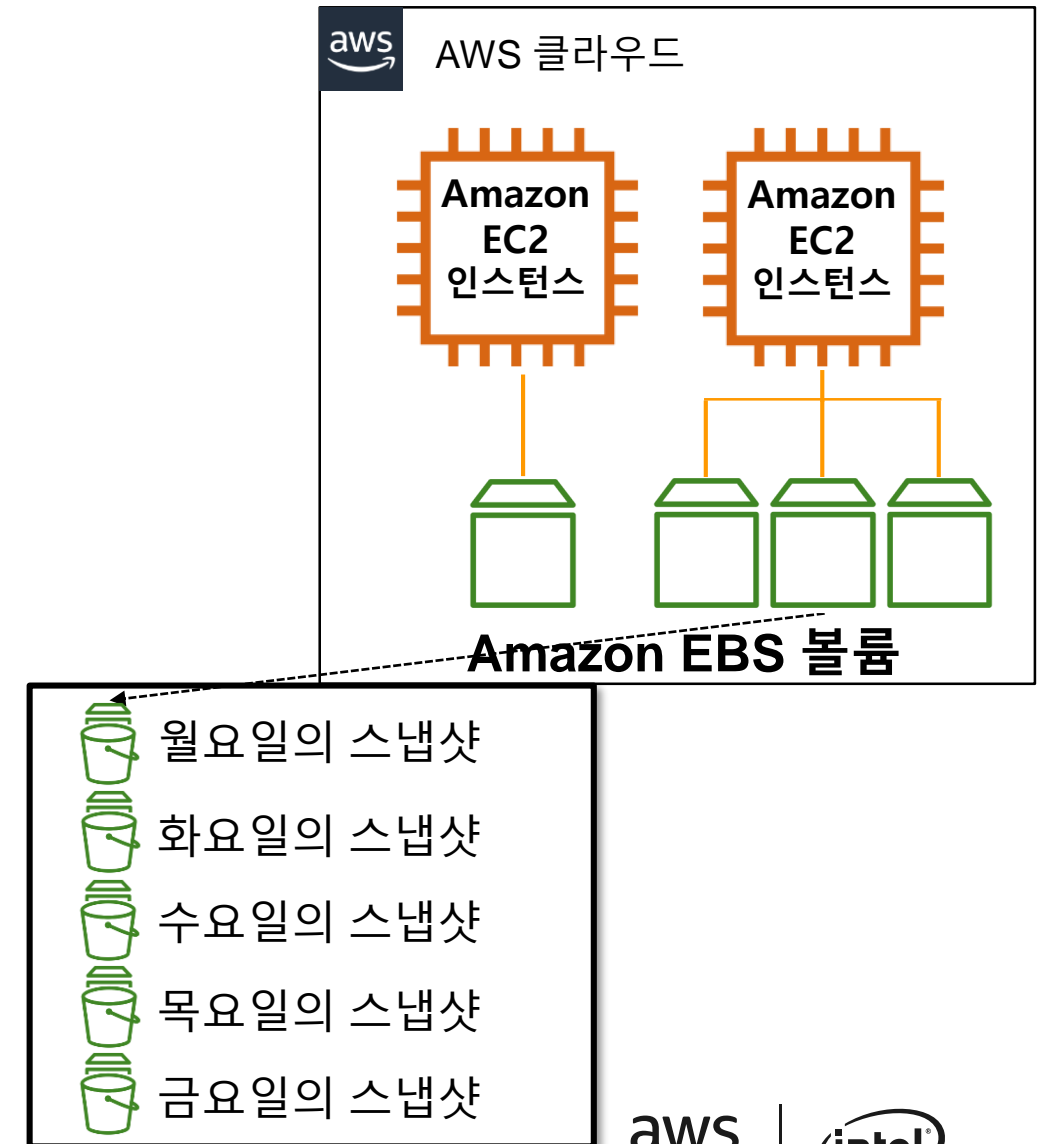 aws
AWS 클라우드
Amazon
EC2
인스턴스
Amazon
EC2
인스턴스
Amazon EBS 볼륨
월요일의 스냅샷
화요일의 스냅샷
수요일의 스냅샷
목요일의 스냅샷
금요일의 스냅샷
aws
intel